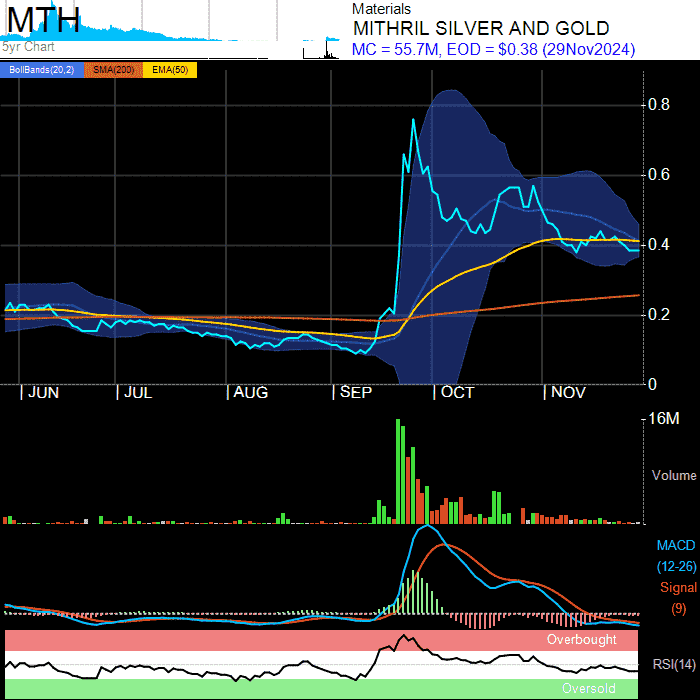 MTH
5yr Chart
Materials
MITHRIL SILVER AND GOLD
MC = 55.7M, EOD = $0.38 (29Nov2024)
BollBands(20,2) SMA(200) EMA(50)
0.8
0.6
0.4
0.2
0
JUN JUL AUG SEP OCT NOV
16M
Volume
MACD
(12-26)
Signal
(9)
Overbought
RSI(14)
Oversold